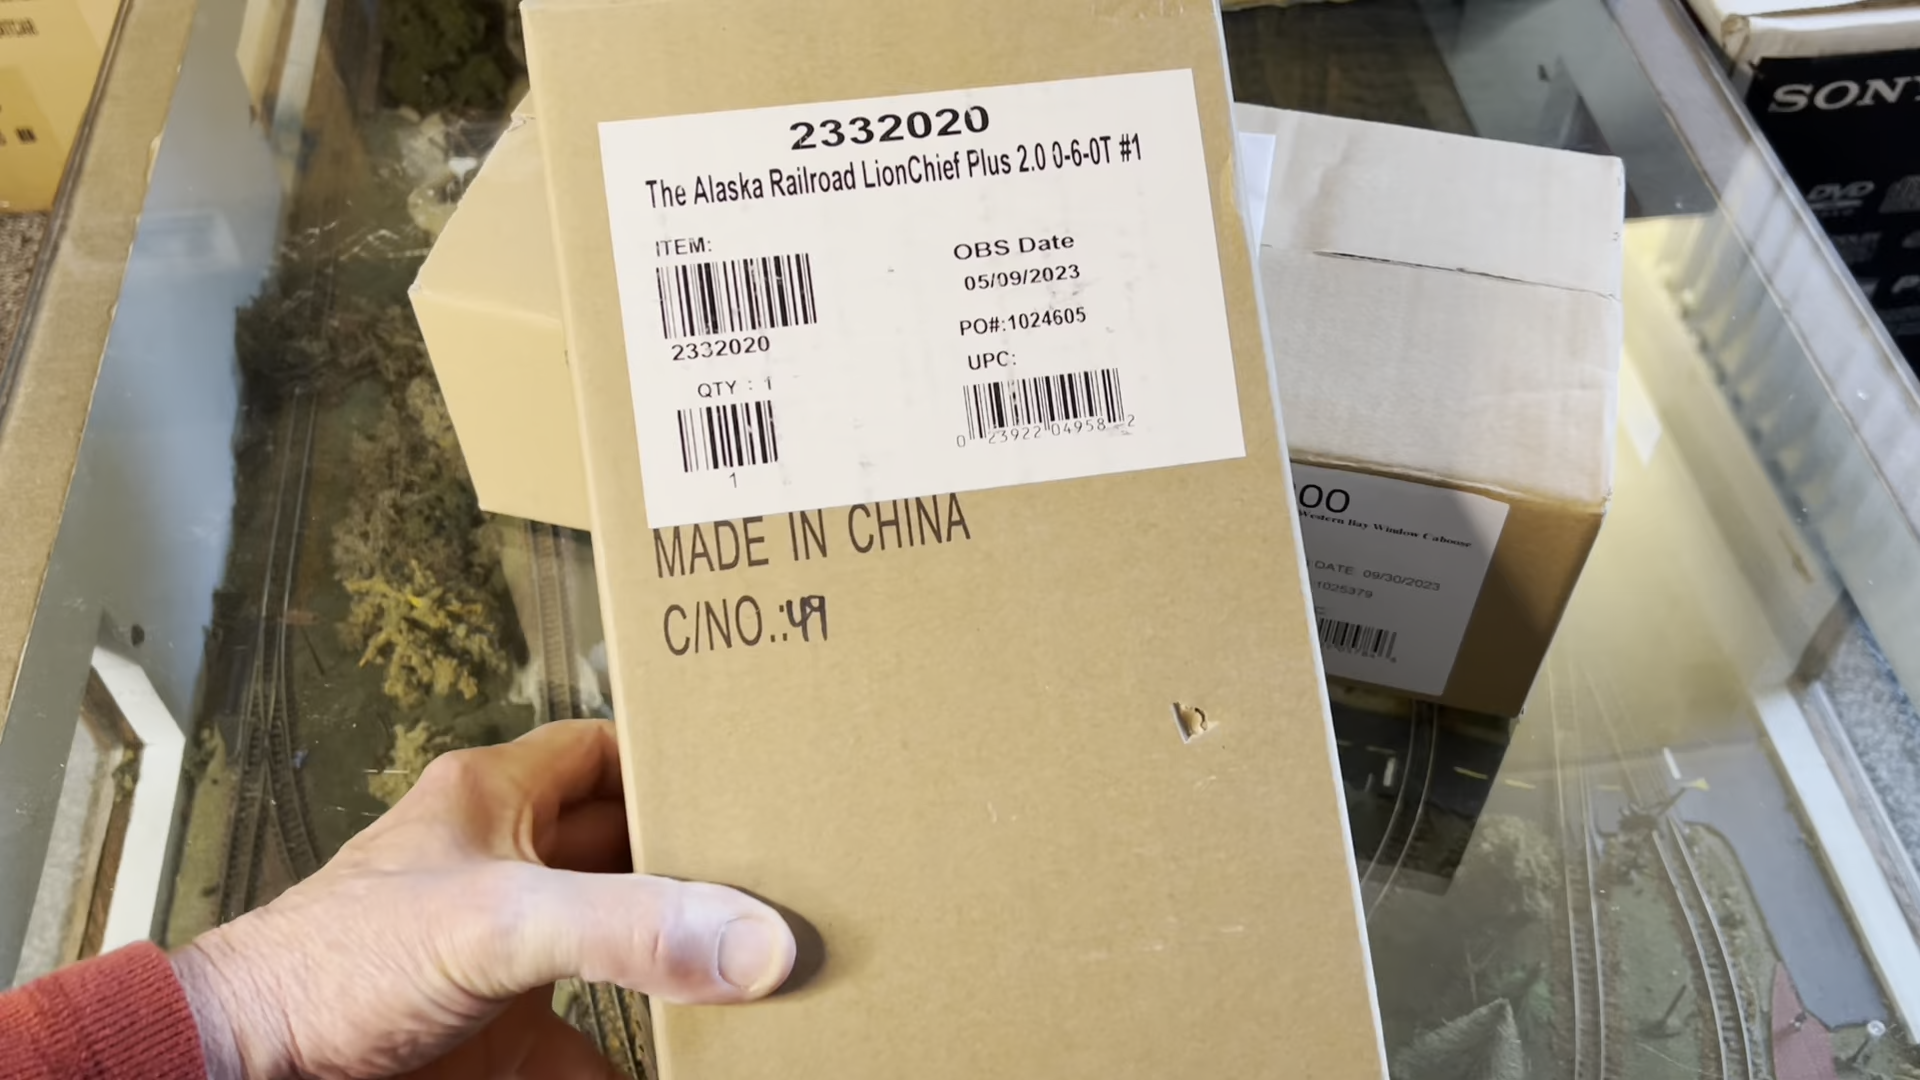 2332020
The Alaska Railroad LionChief Plus 2.0 0-6-0T #1
ITEM:
2332020
QTY : 1
1
OBS Date
05/09/2023
PO#:1024605
UPC:
0 23922 04958 2
MADE IN CHINA
C/NO.:49
00
Western Bay Window Caboose
DATE 09/30/2023
1025379
SONY
DVD